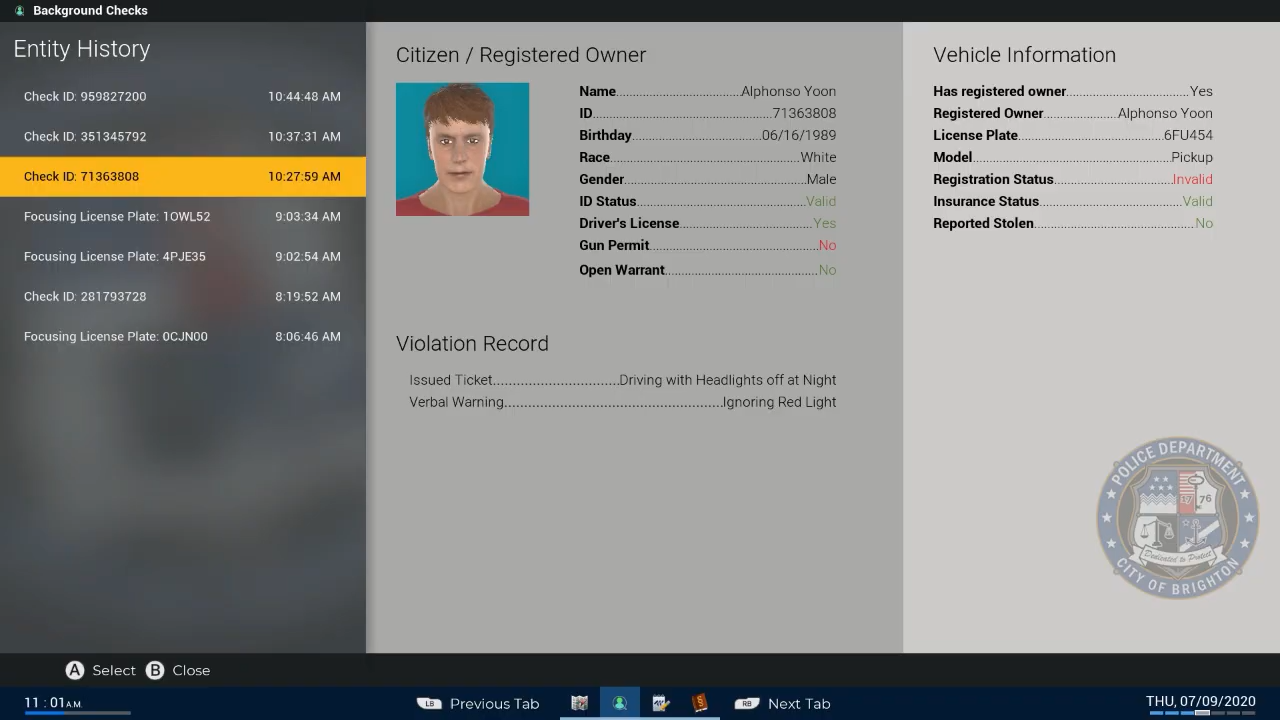 Background Checks
Entity History
Check ID: 959827200 10:44:48 AM
Check ID: 351345792 10:37:31 AM
Check ID: 71363808 10:27:59 AM
Focusing License Plate: 1OWL52 9:03:34 AM
Focusing License Plate: 4PJE35 9:02:54 AM
Check ID: 281793728 8:19:52 AM
Focusing License Plate: 0CJN00 8:06:46 AM
Citizen / Registered Owner
Name Alphonso Yoon
ID 71363808
Birthday 06/16/1989
Race White
Gender Male
ID Status Valid
Driver's License Yes
Gun Permit No
Open Warrant No
Violation Record
Issued Ticket Driving with Headlights off at Night
Verbal Warning Ignoring Red Light
Vehicle Information
Has registered owner Yes
Registered Owner Alphonso Yoon
License Plate 6FU454
Model Pickup
Registration Status Invalid
Insurance Status Valid
Reported Stolen No
POLICE DEPARTMENT
17 76
Dedicated to Protect
CITY OF BRIGHTON
A Select B Close
11 : 01 A.M.
LB Previous Tab
RB Next Tab
THU, 07/09/2020